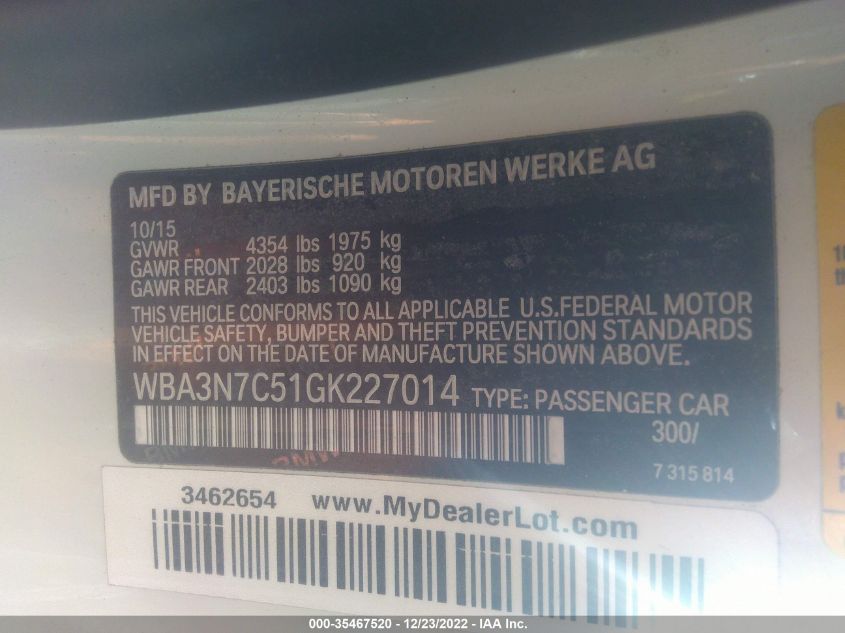 MFD BY BAYERISCHE MOTOREN WERKE AG
10/15
GVWR 4354 lbs 1975 kg
GAWR FRONT 2028 lbs 920 kg
GAWR REAR 2403 lbs 1090 kg
THIS VEHICLE CONFORMS TO ALL APPLICABLE U.S.FEDERAL MOTOR
VEHICLE SAFETY, BUMPER AND THEFT PREVENTION STANDARDS
IN EFFECT ON THE DATE OF MANUFACTURE SHOWN ABOVE.
WBA3N7C51GK227014 TYPE: PASSENGER CAR
300/
7 315 814
3462654 www.MyDealerLot.com
000-35467520 - 12/23/2022 - IAA Inc.